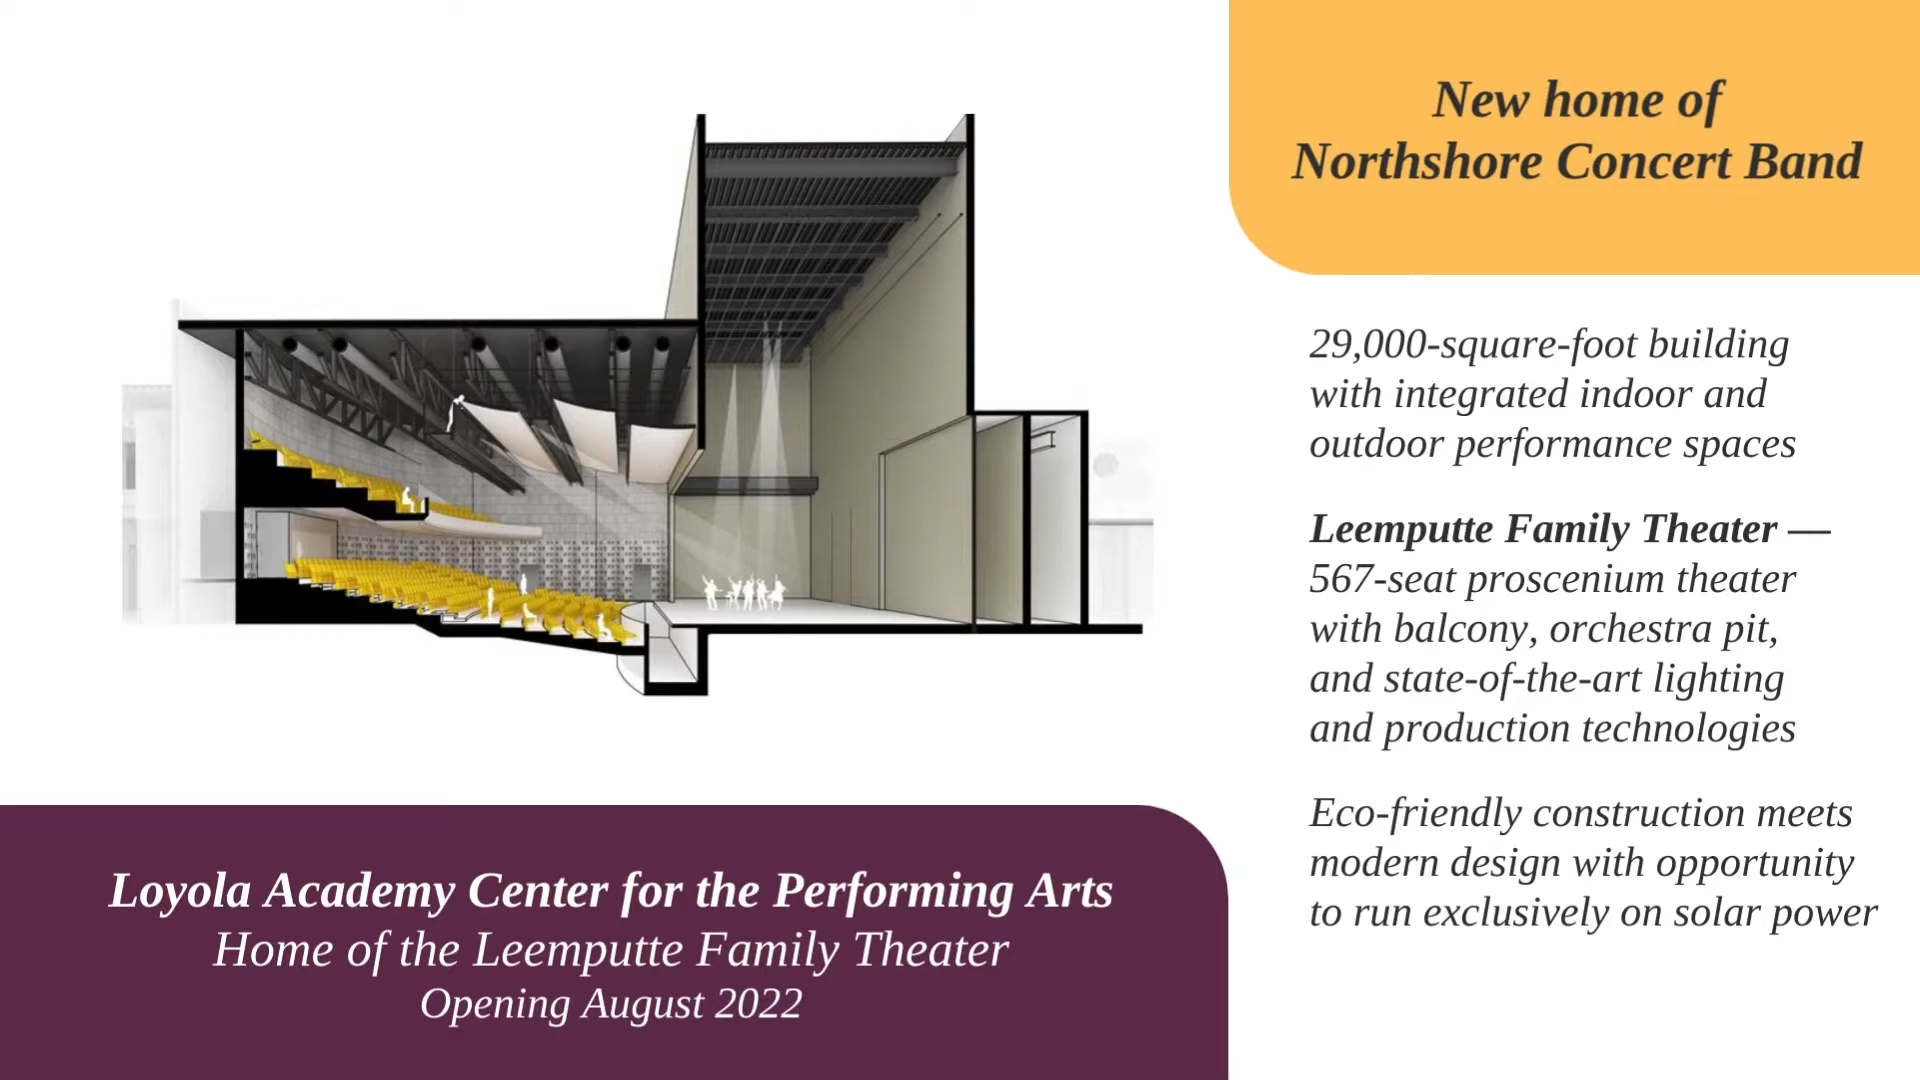 New home of
Northshore Concert Band
29,000-square-foot building
with integrated indoor and
outdoor performance spaces
Leemputte Family Theater —
567-seat proscenium theater
with balcony, orchestra pit,
and state-of-the-art lighting
and production technologies
Eco-friendly construction meets
modern design with opportunity
to run exclusively on solar power
Loyola Academy Center for the Performing Arts
Home of the Leemputte Family Theater
Opening August 2022